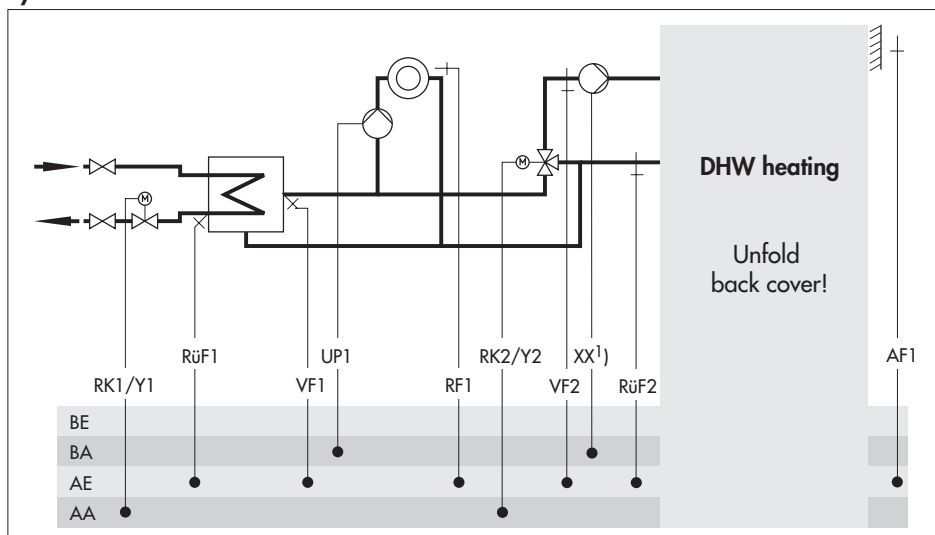 M
M
DHW heating
Unfold
back cover!
RüF1 UP1 RK2/Y2 XX1) AF1
RK1/Y1 VF1 RF1 VF2 RüF2
BE
BA
AE
AA